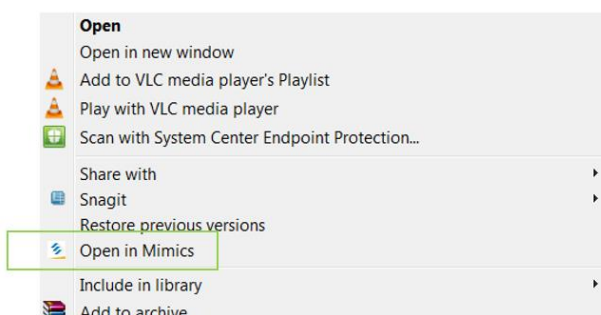 Open
Open in new window
Add to VLC media player's Playlist
Play with VLC media player
Scan with System Center Endpoint Protection...
Share with
Snagit
Restore previous versions
Open in Mimics
Include in library
Add to archive